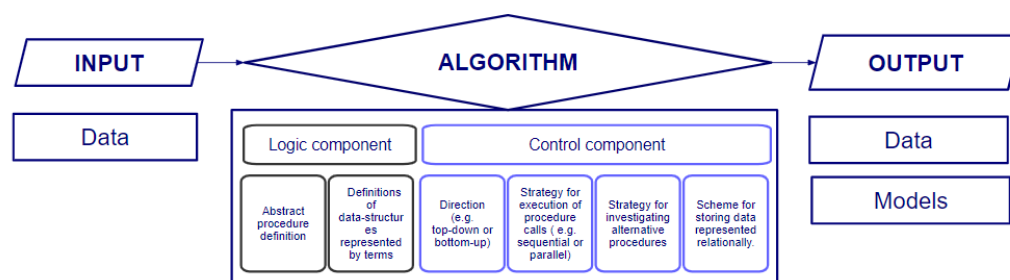 INPUT
ALGORITHM
OUTPUT
Data
Logic component
Control component
Abstract
procedure
definition
Definitions
of
data-structur
es
represented
by terms
Direction (e.g.
top-down or
bottom-up)
Strategy for
execution of
procedure
calls ( e.g.
sequential or
parallel)
Strategy for
investigating
alternative
procedures
Scheme for
storing data
represented
relationally.
Data
Models